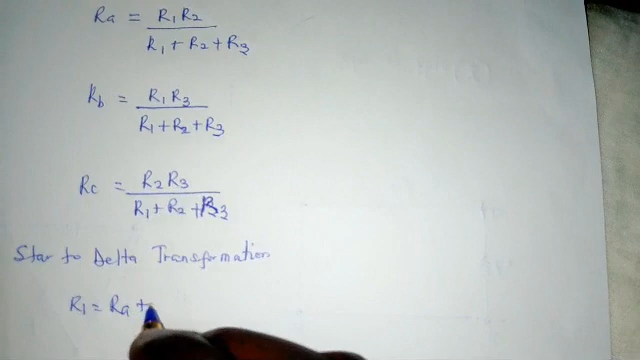 Ra = R1R2
R1 + R2 + R3
Rb = R1R3
R1 + R2 + R3
Rc = R2R3
R1 + R2 + R3
Star to Delta Transformation
R1 = Ra +